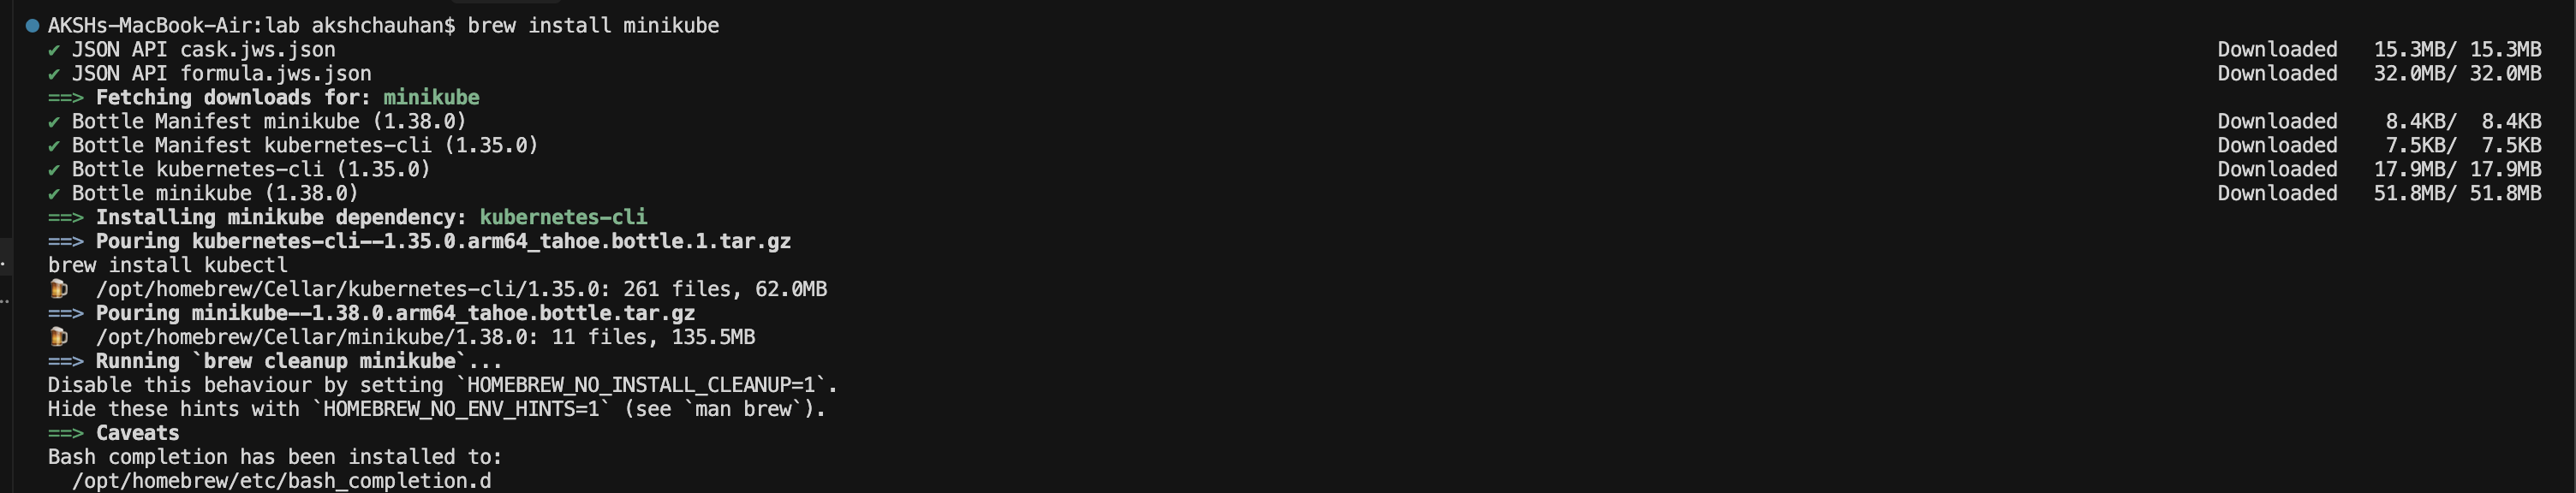 AKSHs-MacBook-Air:lab akshchauhan$ brew install minikube
✔ JSON API cask.jws.json Downloaded 15.3MB/ 15.3MB
✔ JSON API formula.jws.json Downloaded 32.0MB/ 32.0MB
==> Fetching downloads for: minikube
✔ Bottle Manifest minikube (1.38.0) Downloaded 8.4KB/ 8.4KB
✔ Bottle Manifest kubernetes-cli (1.35.0) Downloaded 7.5KB/ 7.5KB
✔ Bottle kubernetes-cli (1.35.0) Downloaded 17.9MB/ 17.9MB
✔ Bottle minikube (1.38.0) Downloaded 51.8MB/ 51.8MB
==> Installing minikube dependency: kubernetes-cli
==> Pouring kubernetes-cli--1.35.0.arm64_tahoe.bottle.1.tar.gz
brew install kubectl
🍺 /opt/homebrew/Cellar/kubernetes-cli/1.35.0: 261 files, 62.0MB
==> Pouring minikube--1.38.0.arm64_tahoe.bottle.tar.gz
🍺 /opt/homebrew/Cellar/minikube/1.38.0: 11 files, 135.5MB
==> Running `brew cleanup minikube`...
Disable this behaviour by setting `HOMEBREW_NO_INSTALL_CLEANUP=1`.
Hide these hints with `HOMEBREW_NO_ENV_HINTS=1` (see `man brew`).
==> Caveats
Bash completion has been installed to:
/opt/homebrew/etc/bash_completion.d